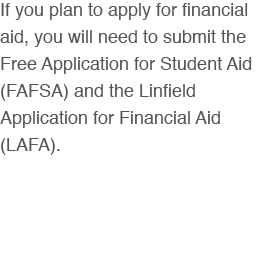 If you plan to apply for financial
aid, you will need to submit the
Free Application for Student Aid
(FAFSA) and the Linfield
Application for Financial Aid
(LAFA).